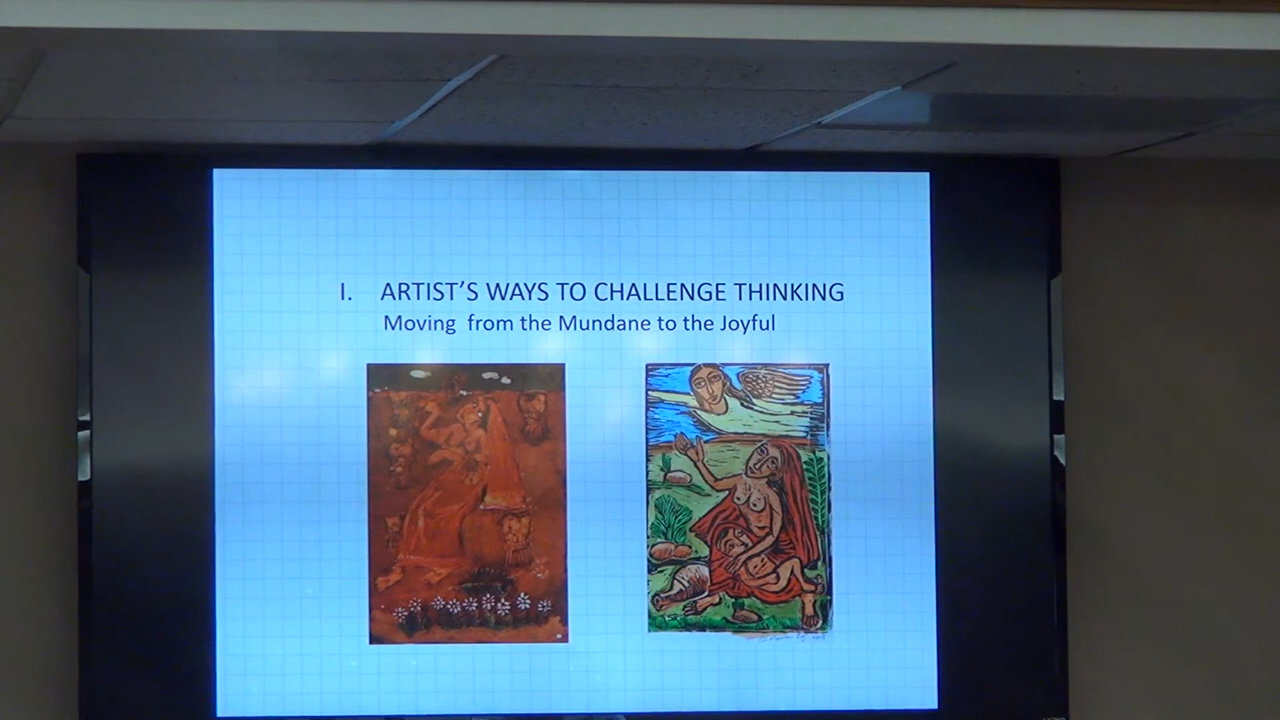 I. ARTIST'S WAYS TO CHALLENGE THINKING
Moving from the Mundane to the Joyful